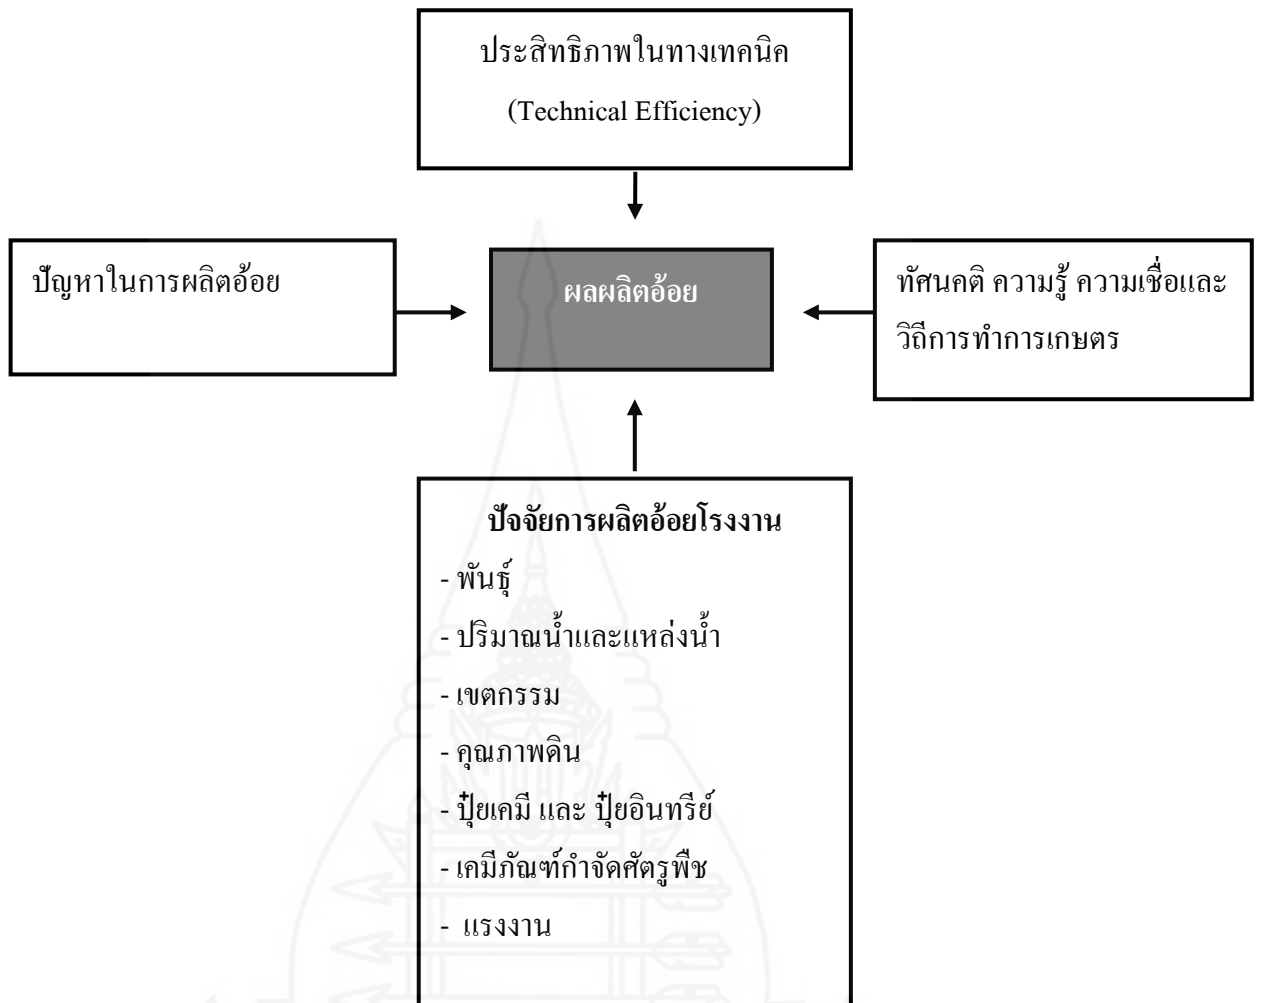 ประสิทธิภาพในทางเทคนิค
(Technical Efficiency)
ปัญหาในการผลิตอ้อย
ผลผลิตอ้อย
ทัศนคติ ความรู้ ความเชื่อและ
วิถีการทำการเกษตร
ปัจจัยการผลิตอ้อยโรงงาน
- พันธุ์
- ปริมาณน้ำและแหล่งน้ำ
- เขตกรรม
- คุณภาพดิน
- ปุ๋ยเคมี และ ปุ๋ยอินทรีย์
- เคมีภัณฑ์กำจัดศัตรูพืช
- แรงงาน